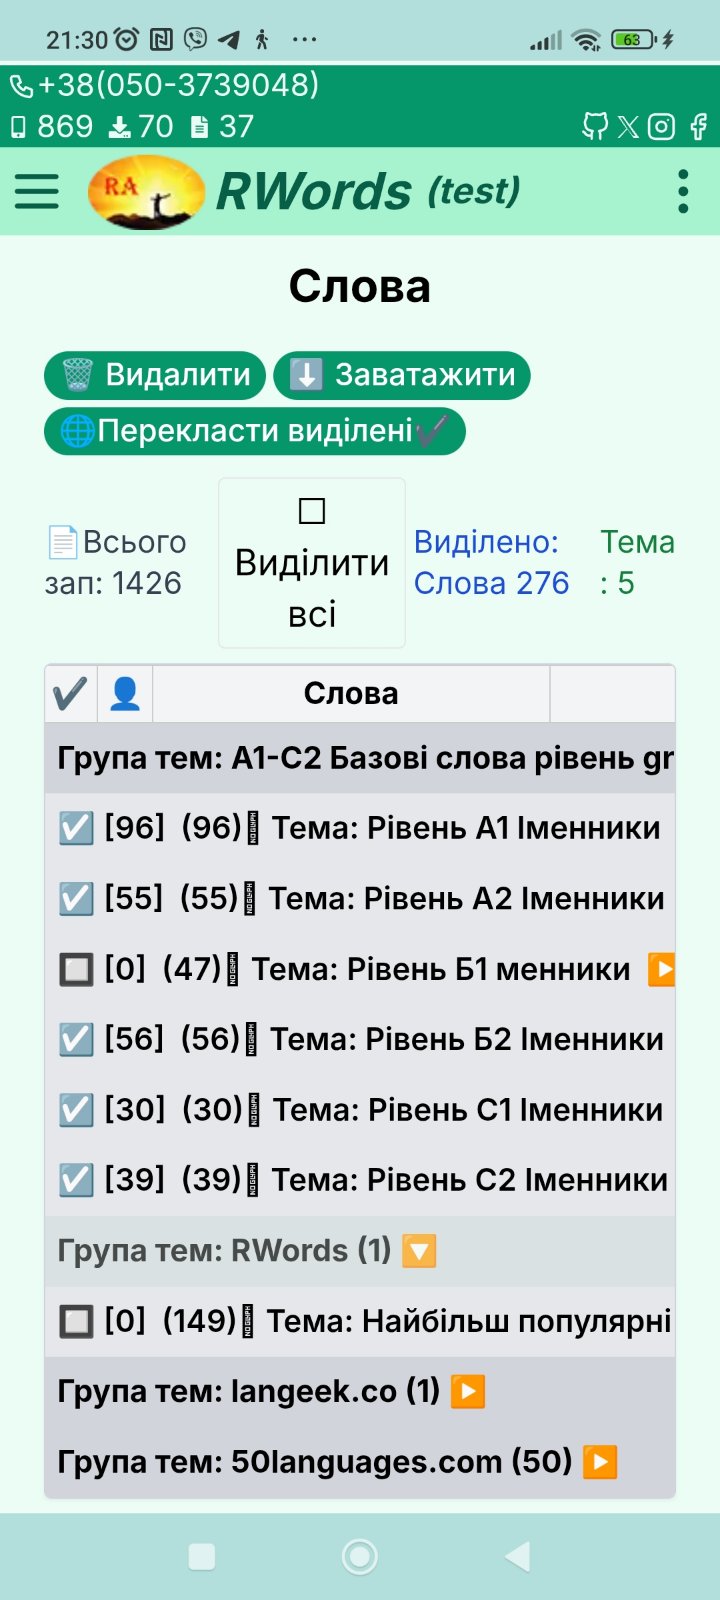 21:30 63
+38(050-3739048)
869 70 37
RA RWords (test)
Слова
Видалити Заватажити
Перекласти виділені
Всього
зап: 1426
Виділити
всі
Виділено:
Слова 276
Тема
: 5
Слова
Група тем: A1-C2 Базові слова рівень gr
[96] (96) Тема: Рівень А1 Іменники
[55] (55) Тема: Рівень А2 Іменники
[0] (47) Тема: Рівень Б1 менники
[56] (56) Тема: Рівень Б2 Іменники
[30] (30) Тема: Рівень С1 Іменники
[39] (39) Тема: Рівень С2 Іменники
Група тем: RWords (1)
[0] (149) Тема: Найбільш популярні
Група тем: langeek.co (1)
Група тем: 50languages.com (50)